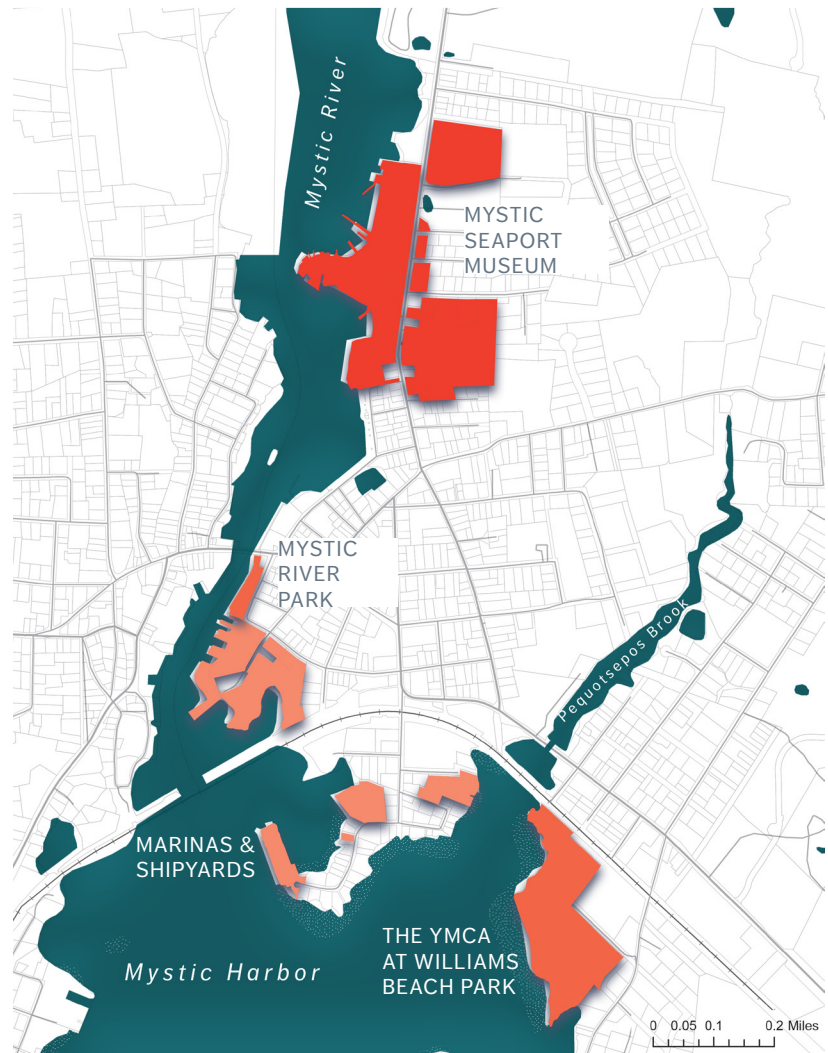 Mystic River
MYSTIC
SEAPORT
MUSEUM
MYSTIC
RIVER
PARK
Pequotsepos Brook
MARINAS &
SHIPYARDS
THE YMCA
AT WILLIAMS
BEACH PARK
Mystic Harbor
0 0.05 0.1 0.2 Miles